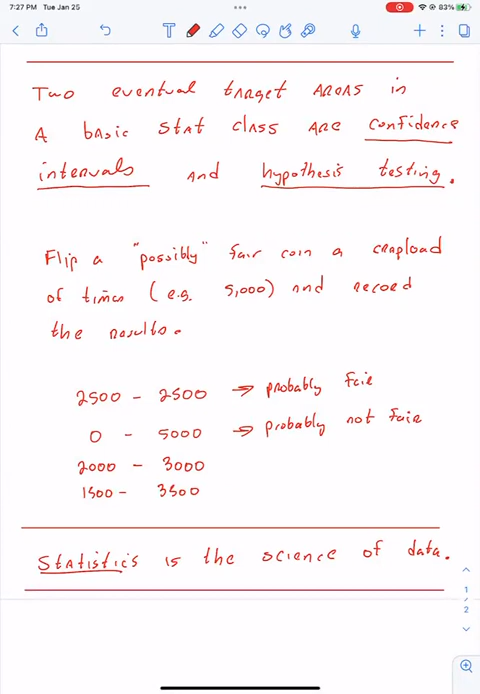 7:27 PM Tue Jan 25
83%
Two eventual target areas in
a basic stat class are confidence
intervals and hypothesis testing.
Flip a "possibly" fair coin a crapload
of times (e.g. 5,000) and record
the results.
2500 - 2500 → probably fair
0 - 5000 → probably not fair
2000 - 3000
1500 - 3500
Statistics is the science of data.
1
2